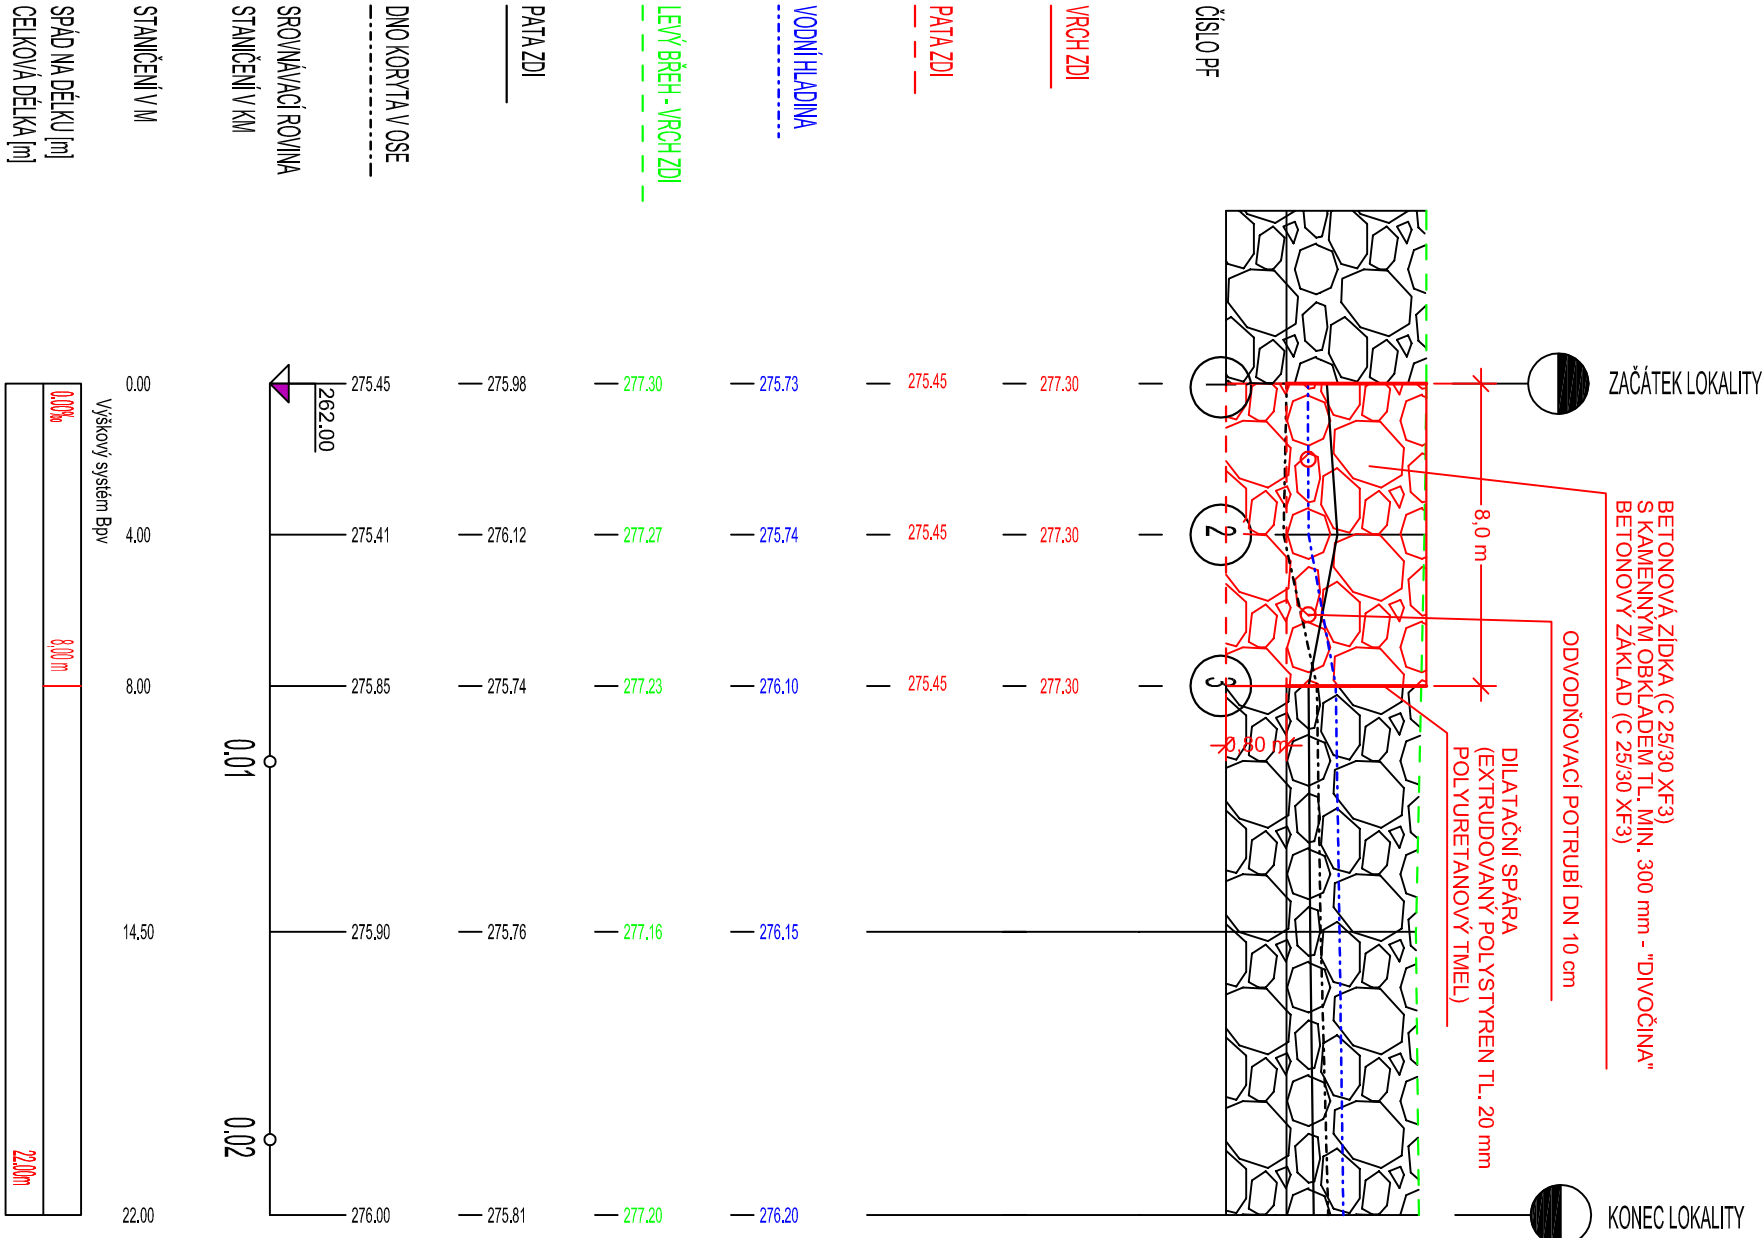 ZAČÁTEK LOKALITY
KONEC LOKALITY
BETONOVÁ ZÍDKA (C 25/30 XF3)
S KAMENNÝM OBKLADEM TL. MIN. 300 mm - "DIVOČINA"
BETONOVÝ ZÁKLAD (C 25/30 XF3)
ODVODŇOVACÍ POTRUBÍ DN 10 cm
DILATAČNÍ SPÁRA
(EXTRUDOVANÝ POLYSTYREN TL. 20 mm
POLYURETANOVÝ TMEL)
8,0 m
0,80 m
ČÍSLO PF
2
3
VRCH ZDI
277.30
277.30
277.30
PATA ZDI
275.45
275.45
275.45
VODNÍ HLADINA
275.73
275.74
276.10
276.15
276.20
LEVÝ BŘEH - VRCH ZDI
277.30
277.27
277.23
277.16
277.20
PATA ZDI
275.98
276.12
275.74
275.76
275.81
DNO KORYTA V OSE
275.45
275.41
275.85
275.90
276.00
SROVNÁVACÍ ROVINA
262.00
STANIČENÍ V KM
0.01
0.02
STANIČENÍ V M
0.00
4.00
8.00
14.50
22.00
Výškový systém Bpv
SPÁD NA DÉLKU [m]
0.00‰
8,00 m
CELKOVÁ DÉLKA [m]
22.00m